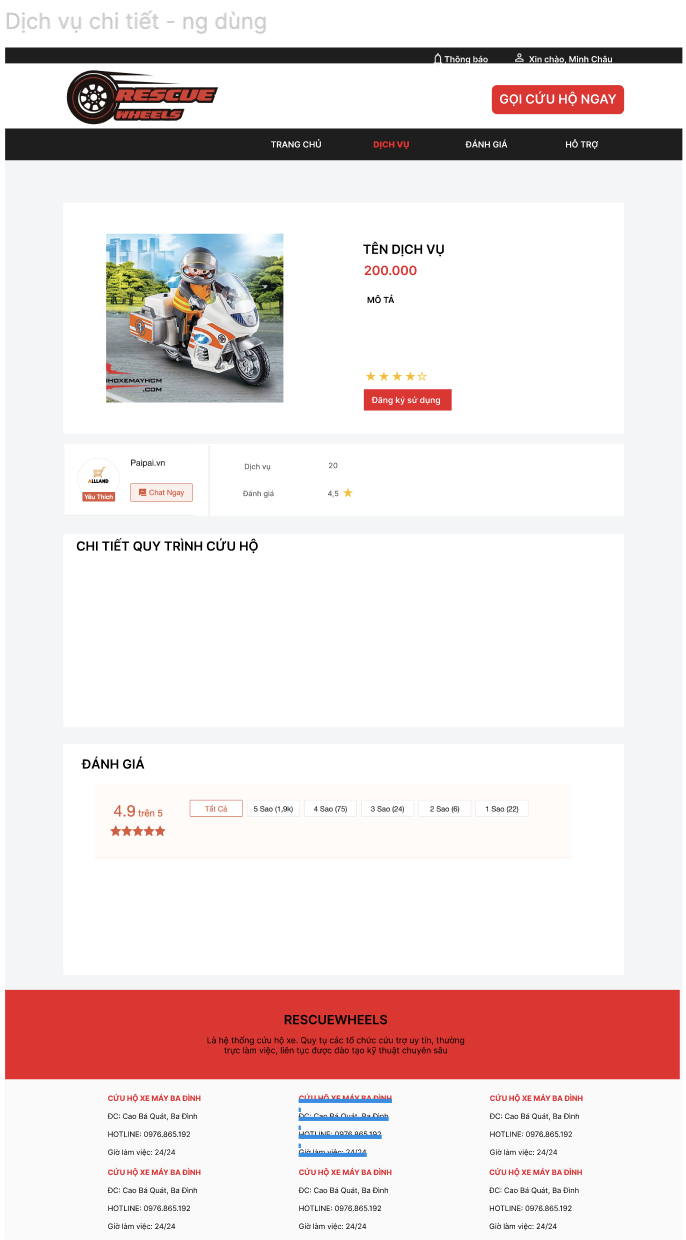 Dịch vụ chi tiết - ng dùng
Thông báo
Xin chào, Minh Châu
RESCUE
WHEELS
GỌI CỨU HỘ NGAY
TRANG CHỦ
DỊCH VỤ
ĐÁNH GIÁ
HỖ TRỢ
TÊN DỊCH VỤ
200.000
MÔ TẢ
HOXEMAYHCM
.COM
Đăng ký sử dụng
ALLLAND
Yêu Thích
Paipai.vn
Chat Ngay
Dịch vụ 20
Đánh giá 4,5
CHI TIẾT QUY TRÌNH CỨU HỘ
ĐÁNH GIÁ
4.9 trên 5
Tất Cả
5 Sao (1,9k)
4 Sao (75)
3 Sao (24)
2 Sao (6)
1 Sao (22)
RESCUEWHEELS
Là hệ thống cứu hộ xe. Quy tụ các tổ chức cứu trợ uy tín, thường
trực làm việc, liên tục được đào tạo kỹ thuật chuyên sâu
CỨU HỘ XE MÁY BA ĐÌNH
ĐC: Cao Bá Quát, Ba Đình
HOTLINE: 0976.865.192
Giờ làm việc: 24/24
CỨU HỘ XE MÁY BA ĐÌNH
ĐC: Cao Bá Quát, Ba Đình
HOTLINE: 0976.865.192
Giờ làm việc: 24/24
CỨU HỘ XE MÁY BA ĐÌNH
ĐC: Cao Bá Quát, Ba Đình
HOTLINE: 0976.865.192
Giờ làm việc: 24/24
CỨU HỘ XE MÁY BA ĐÌNH
ĐC: Cao Bá Quát, Ba Đình
HOTLINE: 0976.865.192
Giờ làm việc: 24/24
CỨU HỘ XE MÁY BA ĐÌNH
ĐC: Cao Bá Quát, Ba Đình
HOTLINE: 0976.865.192
Giờ làm việc: 24/24
CỨU HỘ XE MÁY BA ĐÌNH
ĐC: Cao Bá Quát, Ba Đình
HOTLINE: 0976.865.192
Giờ làm việc: 24/24